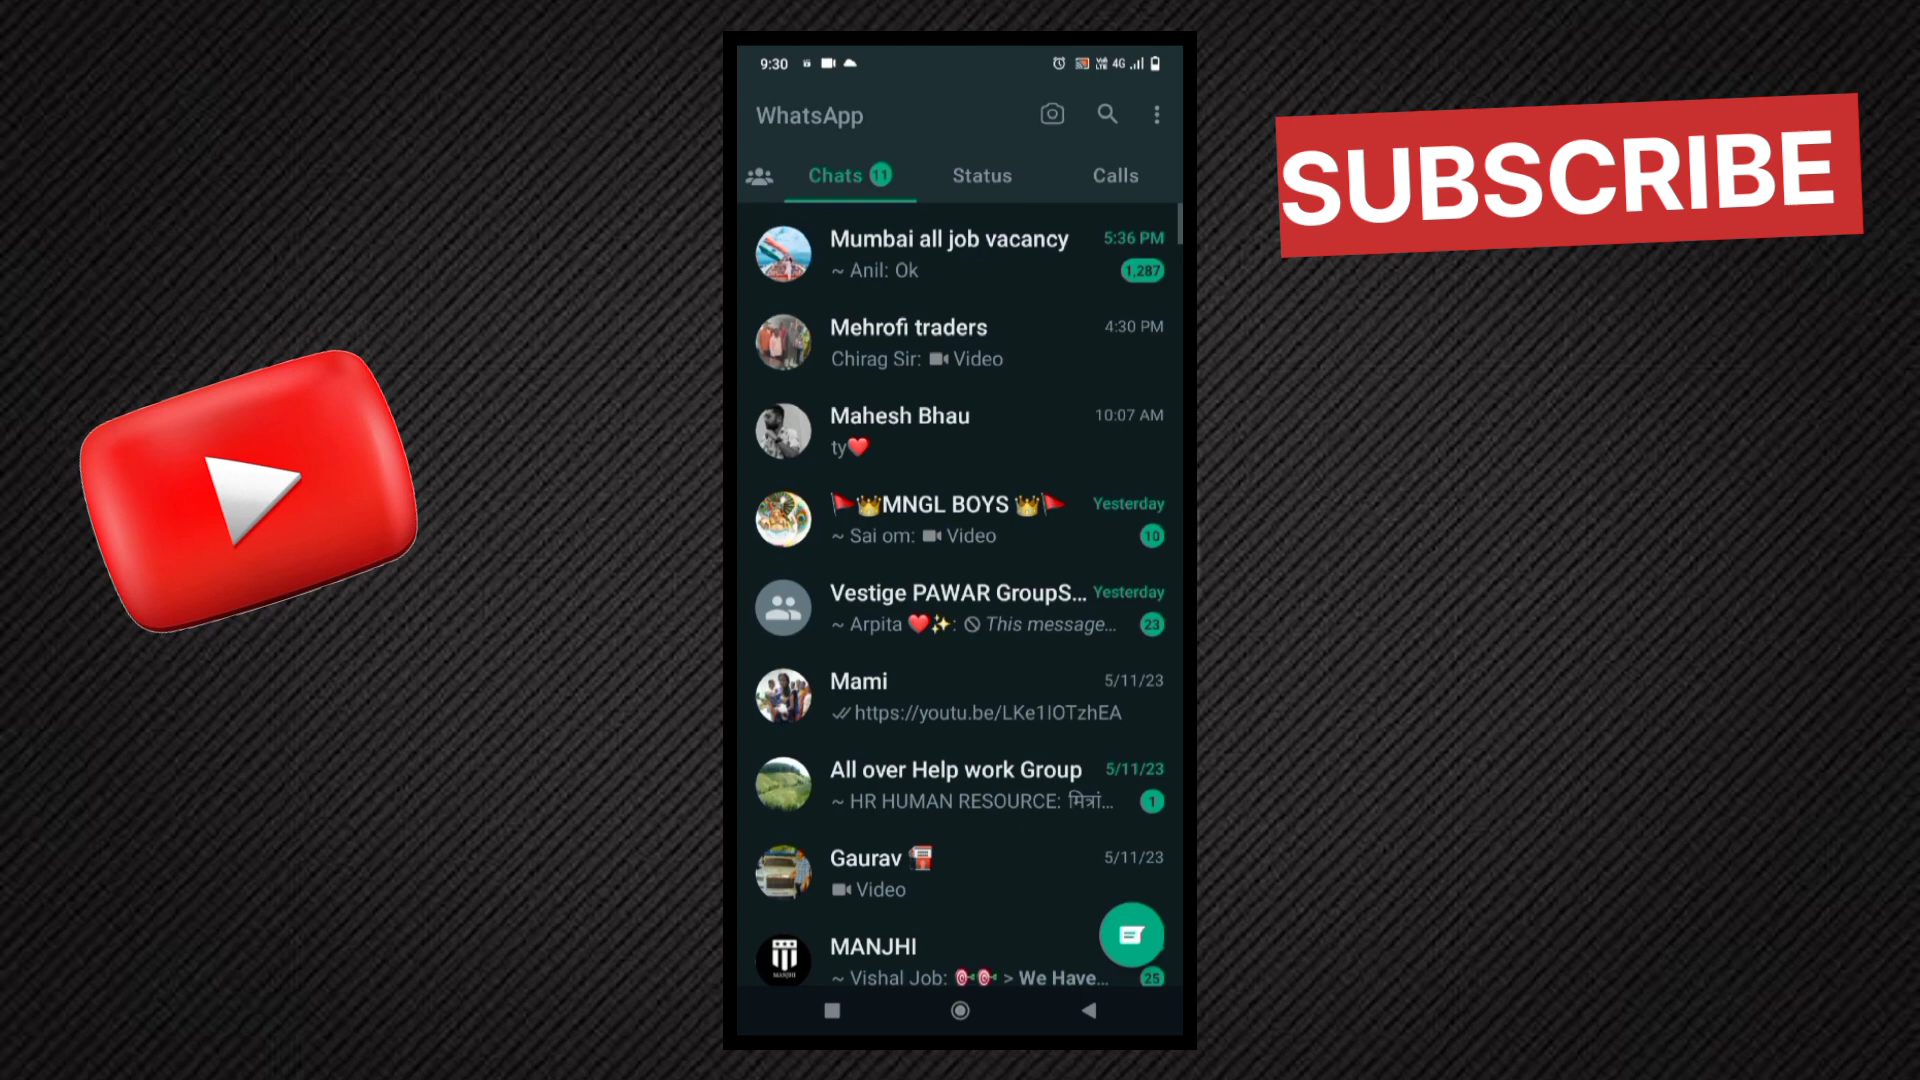 9:30
4G
WhatsApp
Chats 11 Status Calls
Mumbai all job vacancy 5:36 PM
~ Anil: Ok 1,287
Mehrofi traders 4:30 PM
Chirag Sir: Video
Mahesh Bhau 10:07 AM
ty❤️
🚩👑MNGL BOYS 👑🚩 Yesterday
~ Sai om: Video 10
Vestige PAWAR GroupS... Yesterday
~ Arpita ❤️✨: This message... 23
Mami 5/11/23
https://youtu.be/LKe1IOTzhEA
All over Help work Group 5/11/23
~ HR HUMAN RESOURCE: मित्रां... 1
Gaurav 5/11/23
Video
MANJHI
~ Vishal Job: 🎯🎯 > We Have... 25
MANJHI
SUBSCRIBE